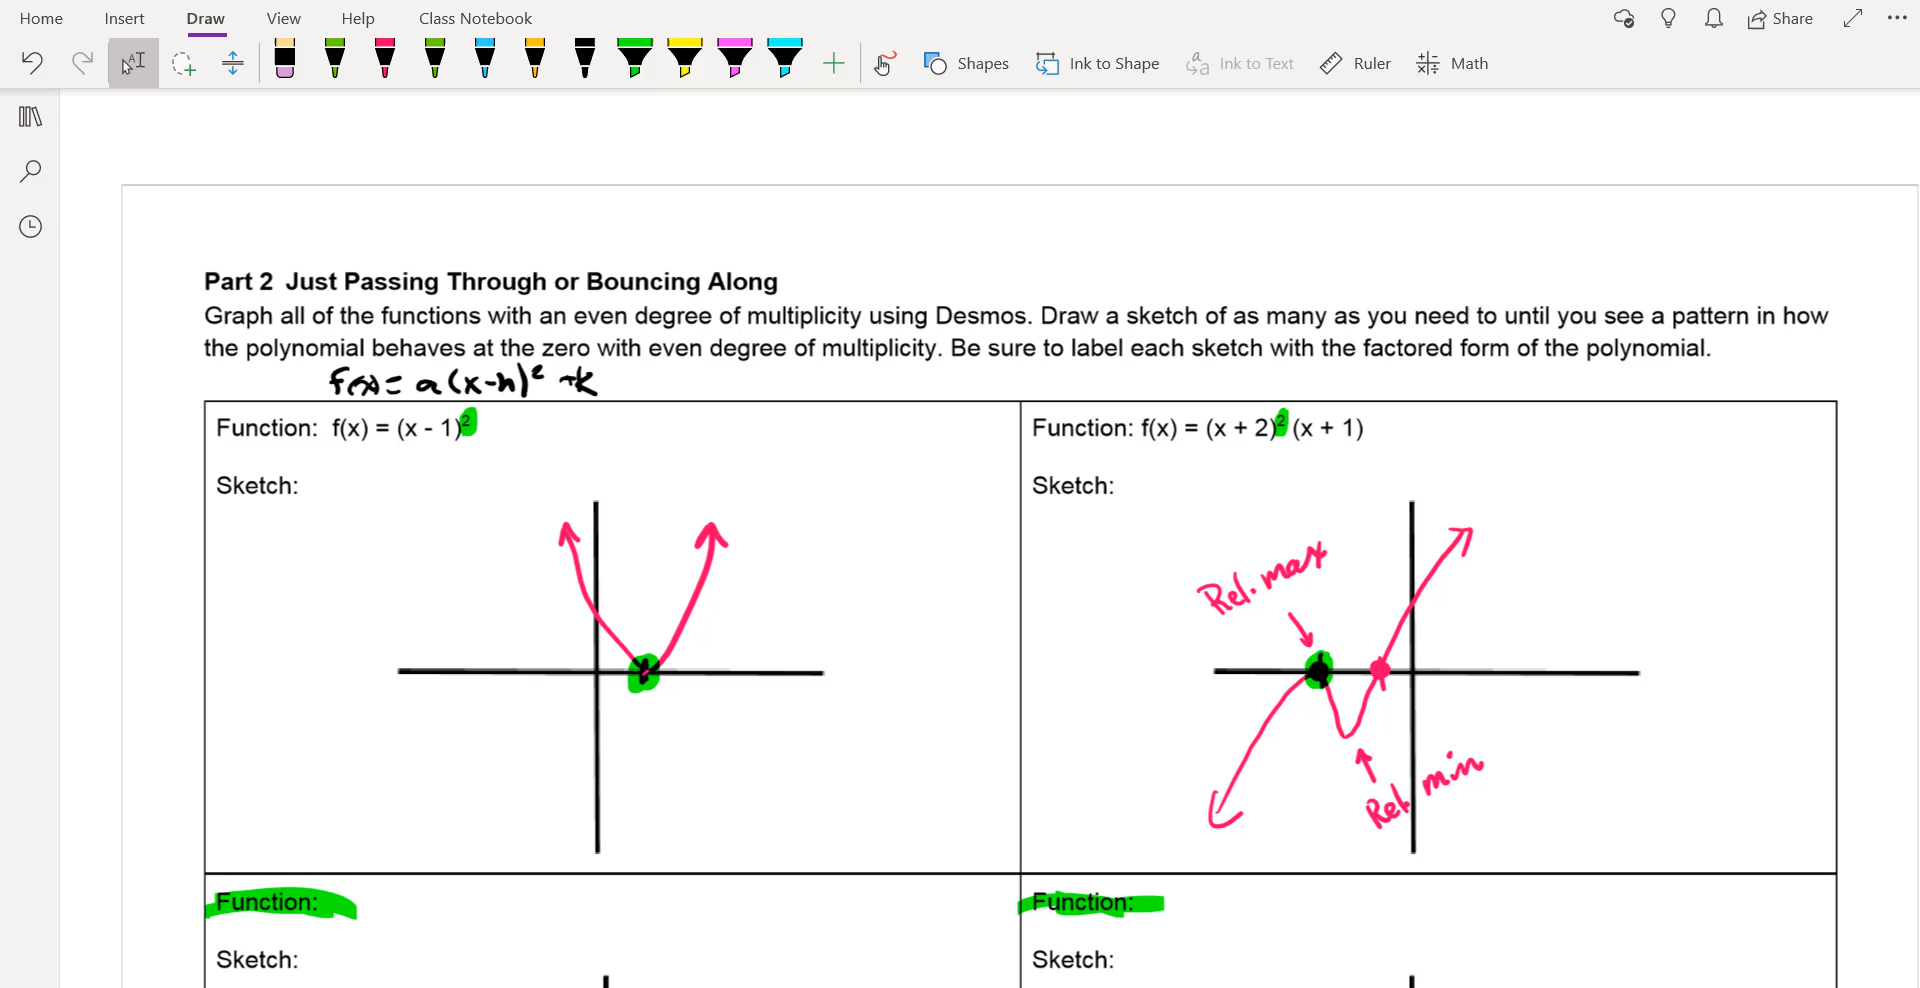 Home Insert Draw View Help Class Notebook Share
Shapes Ink to Shape Ink to Text Ruler Math
Part 2 Just Passing Through or Bouncing Along
Graph all of the functions with an even degree of multiplicity using Desmos. Draw a sketch of as many as you need to until you see a pattern in how
the polynomial behaves at the zero with even degree of multiplicity. Be sure to label each sketch with the factored form of the polynomial.
f(x) = a(x-h)² +k
Function: f(x) = (x - 1)²
Sketch:
Function: f(x) = (x + 2)² (x + 1)
Sketch:
Rel. max
Rel. min
Function:
Sketch:
Function:
Sketch: